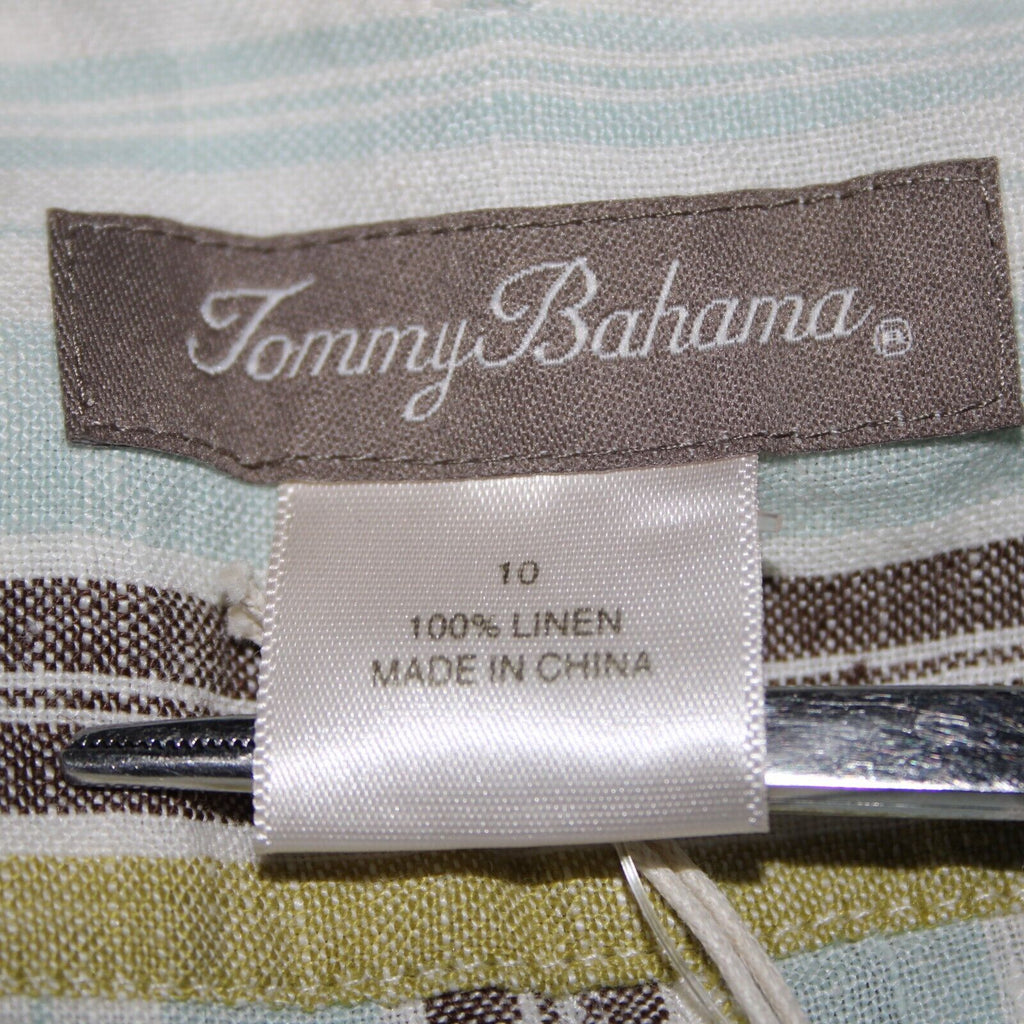 Tommy Bahama®
10
100% LINEN
MADE IN CHINA